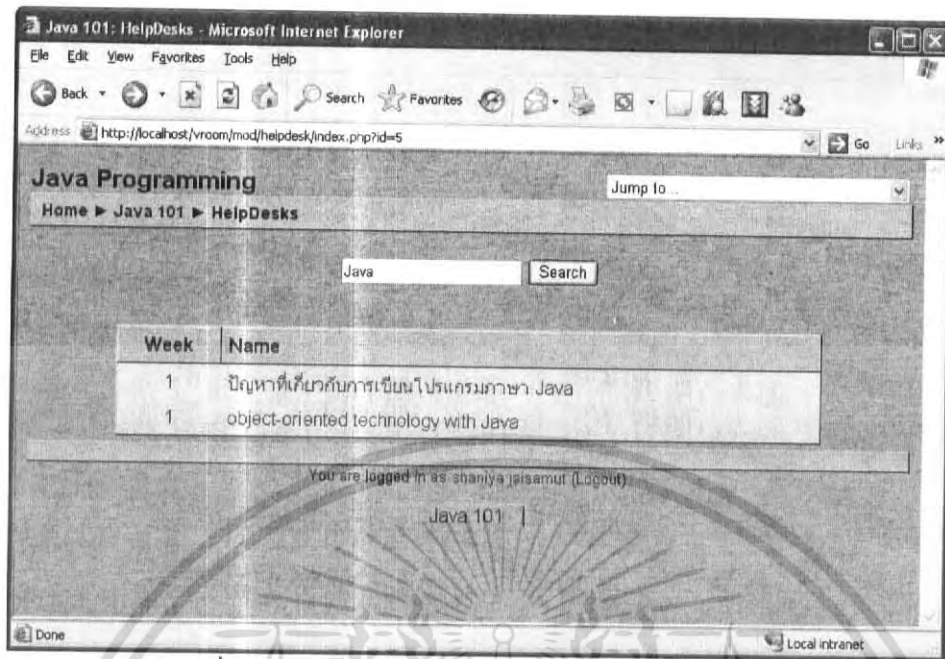 Java 101: HelpDesks - Microsoft Internet Explorer
File Edit View Favorites Tools Help
Back Search Favorites
Address http://localhost/vroom/mod/helpdesk/index.php?id=5 Go Links »
Java Programming
Jump to ...
Home ► Java 101 ► HelpDesks
Java Search
Week Name
1 ปัญหาที่เกี่ยวกับการเขียนโปรแกรมภาษา Java
1 object-oriented technology with Java
You are logged in as shaniya jaisamut (Logout)
Java 101
Done Local intranet